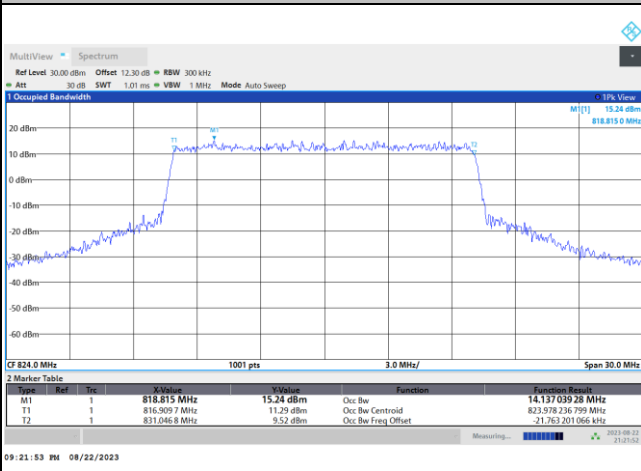 MultiView Spectrum
Ref Level 30.00 dBm Offset 12.30 dB RBW 300 kHz
Att 30 dB SWT 1.01 ms VBW 1 MHz Mode Auto Sweep
1 Occupied Bandwidth 1Pk View
M1[1] 15.24 dBm
818.815 0 MHz
20 dBm
T1 M1 T2
10 dBm
0 dBm
-10 dBm
-20 dBm
-30 dBm
-40 dBm
-50 dBm
-60 dBm
CF 824.0 MHz 1001 pts 3.0 MHz/ Span 30.0 MHz
2 Marker Table
Type Ref Trc X-Value Y-Value Function Function Result
M1 1 818.815 MHz 15.24 dBm Occ Bw 14.137 039 28 MHz
T1 1 816.909 7 MHz 11.29 dBm Occ Bw Centroid 823.978 236 799 MHz
T2 1 831.046 8 MHz 9.52 dBm Occ Bw Freq Offset -21.763 201 066 kHz
Measuring... 2023-08-22
21:21:52
09:21:53 PM 08/22/2023